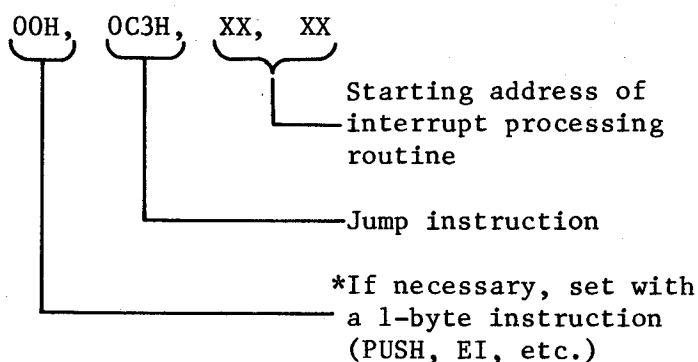 00H, 0C3H, XX, XX
Starting address of
interrupt processing
routine
Jump instruction
*If necessary, set with
a 1-byte instruction
(PUSH, EI, etc.)